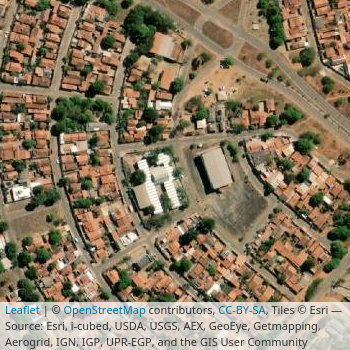 Leaflet | © OpenStreetMap contributors, CC-BY-SA, Tiles © Esri —
Source: Esri, i-cubed, USDA, USGS, AEX, GeoEye, Getmapping,
Aerogrid, IGN, IGP, UPR-EGP, and the GIS User Community